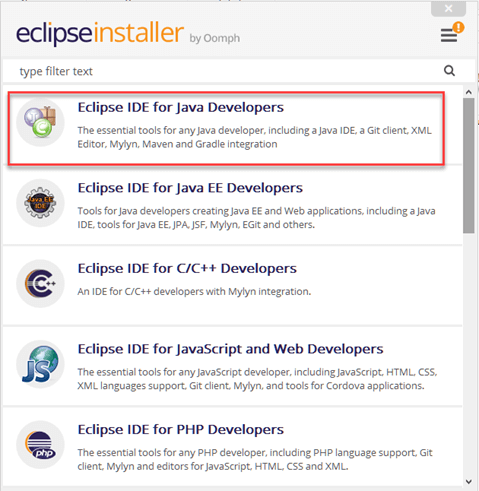 eclipseinstaller by Oomph
type filter text
Eclipse IDE for Java Developers
The essential tools for any Java developer, including a Java IDE, a Git client, XML
Editor, Mylyn, Maven and Gradle integration
Java EE
IDE
Eclipse IDE for Java EE Developers
Tools for Java developers creating Java EE and Web applications, including a Java
IDE, tools for Java EE, JPA, JSF, Mylyn, EGit and others.
C++
Eclipse IDE for C/C++ Developers
An IDE for C/C++ developers with Mylyn integration.
JS
Eclipse IDE for JavaScript and Web Developers
The essential tools for any JavaScript developer, including JavaScript, HTML, CSS,
XML languages support, Git client, Mylyn, and tools for Cordova applications.
php
Eclipse IDE for PHP Developers
The essential tools for any PHP developer, including PHP language support, Git
client, Mylyn and editors for JavaScript, HTML, CSS and XML.